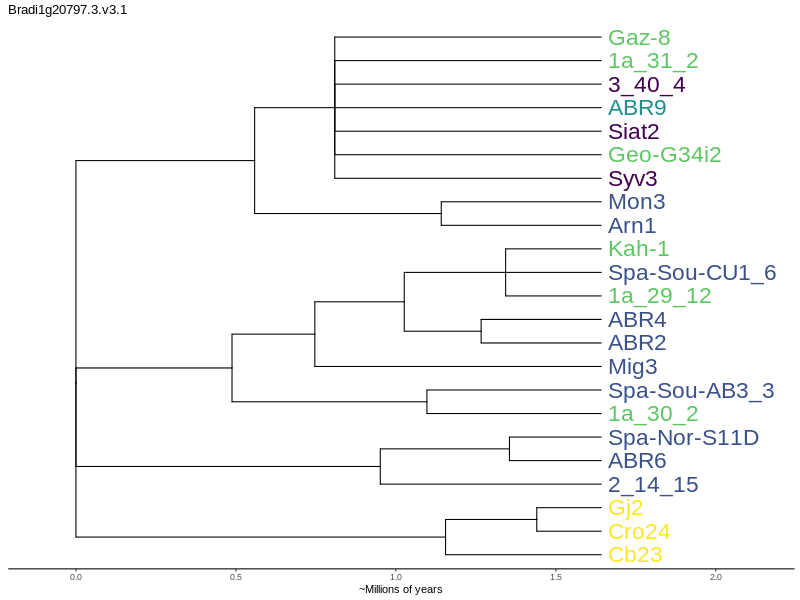 Bradi1g20797.3.v3.1
Gaz-8
1a_31_2
3_40_4
ABR9
Siat2
Geo-G34i2
Syv3
Mon3
Arn1
Kah-1
Spa-Sou-CU1_6
1a_29_12
ABR4
ABR2
Mig3
Spa-Sou-AB3_3
1a_30_2
Spa-Nor-S11D
ABR6
2_14_15
Gj2
Cro24
Cb23
0.0 0.5 1.0 1.5 2.0
~Millions of years